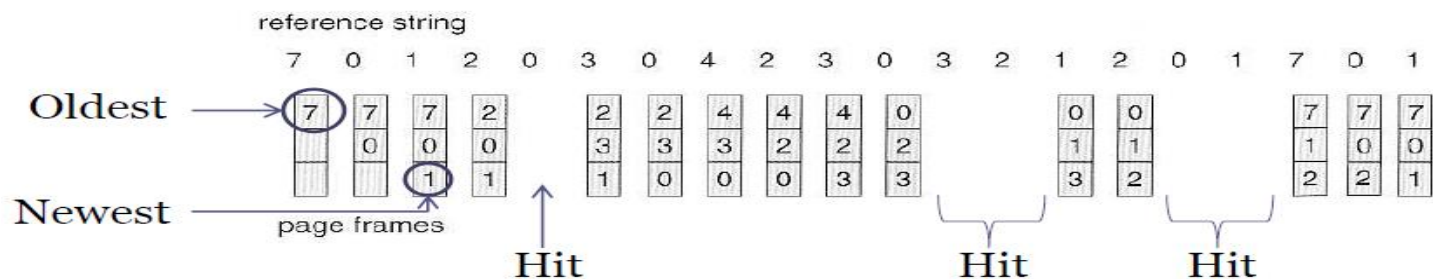 reference string
7 0 1 2 0 3 0 4 2 3 0 3 2 1 2 0 1 7 0 1
Oldest 7 7 7 2 2 2 4 4 4 0 0 0 7 7 7
0 0 0 3 3 3 2 2 2 1 1 1 0 0
1 1 1 0 0 0 3 3 3 2 2 2 1
Newest
page frames
Hit Hit Hit